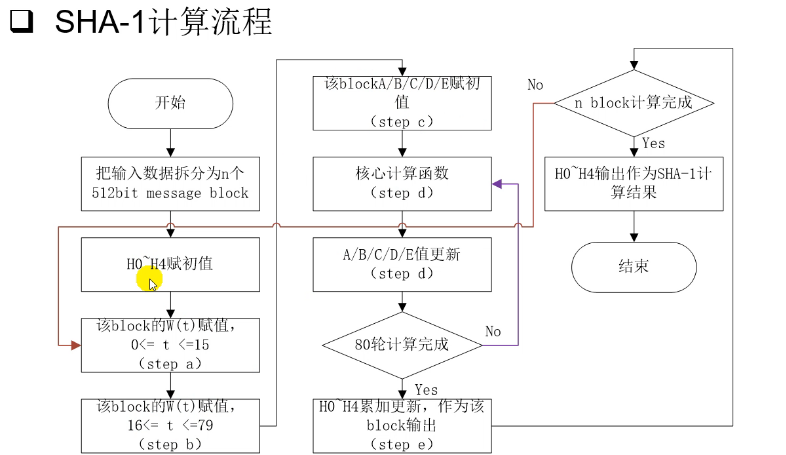 SHA-1计算流程
开始
把输入数据拆分为n个
512bit message block
H0~H4赋初值
该block的W(t)赋值,
0<= t <=15
(step a)
该block的W(t)赋值,
16<= t <=79
(step b)
该blockA/B/C/D/E赋初
值
(step c)
核心计算函数
(step d)
A/B/C/D/E值更新
(step d)
80轮计算完成
No
Yes
H0~H4累加更新, 作为该
block输出
(step e)
n block计算完成
No
Yes
H0~H4输出作为SHA-1计
算结果
结束